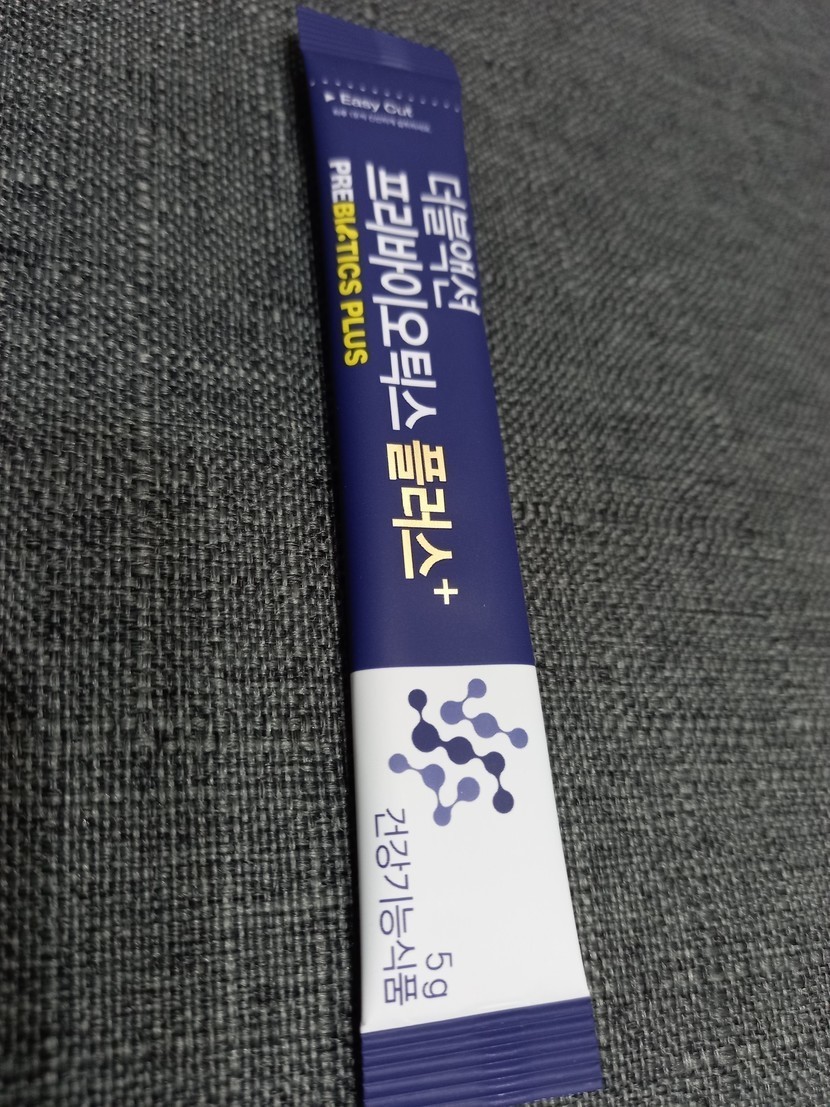 ▶ Easy Cut
더블액션
프리바이오틱스 플러스+
PREBIOTICS PLUS
5g
건강기능식품